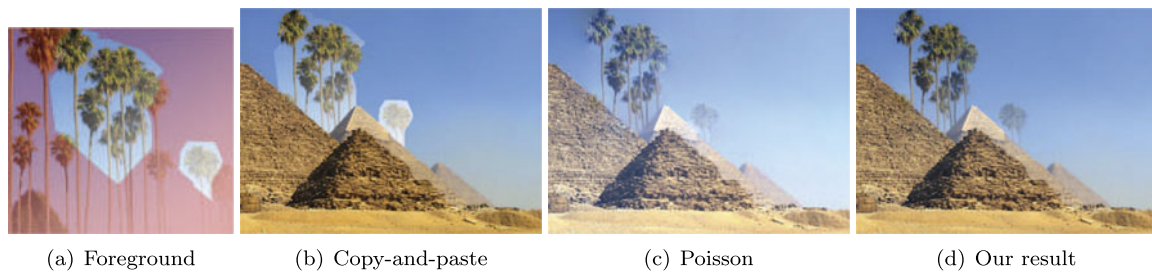 (a) Foreground
(b) Copy-and-paste
(c) Poisson
(d) Our result